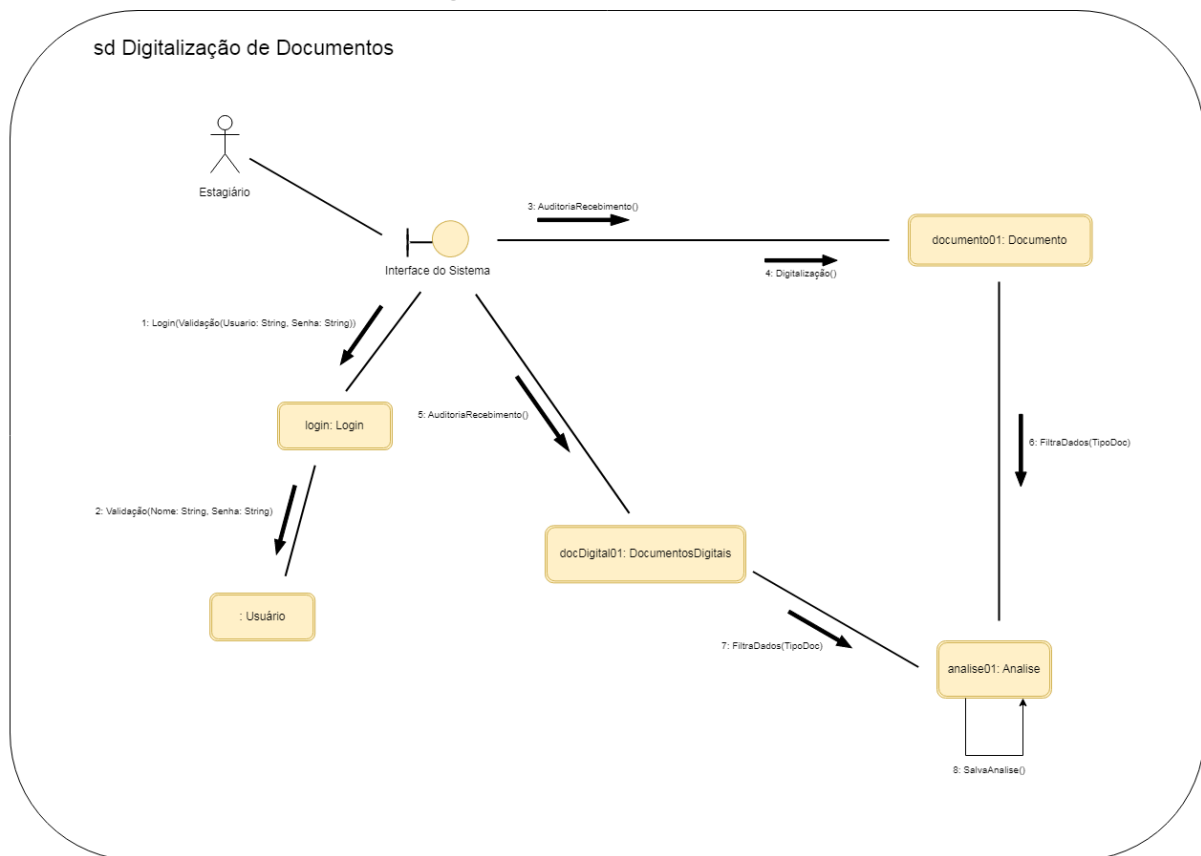 sd Digitalização de Documentos
Estagiário
3: AuditoriaRecebimento()
documento01: Documento
Interface do Sistema
4: Digitalização()
1: Login(Validação(Usuario: String, Senha: String))
5: AuditoriaRecebimento()
login: Login
6: FiltraDados(TipoDoc)
2: Validação(Nome: String, Senha: String)
docDigital01: DocumentosDigitais
: Usuário
7: FiltraDados(TipoDoc)
analise01: Analise
8: SalvaAnalise()